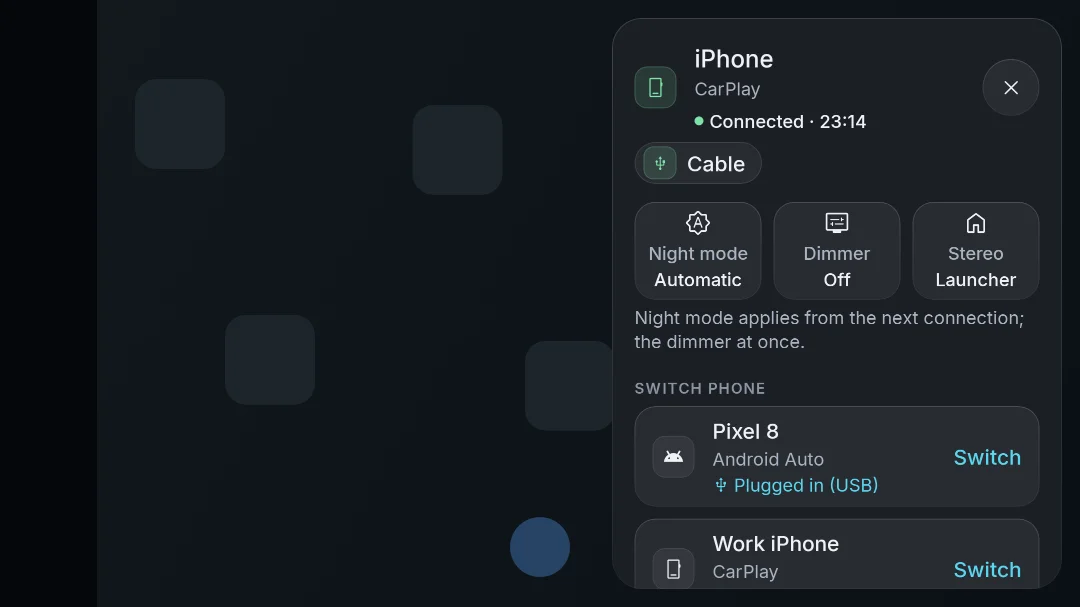 iPhone
CarPlay
Connected · 23:14
Cable
Night mode
Automatic
Dimmer
Off
Stereo
Launcher
Night mode applies from the next connection;
the dimmer at once.
SWITCH PHONE
Pixel 8
Android Auto
Plugged in (USB)
Switch
Work iPhone
CarPlay
Switch